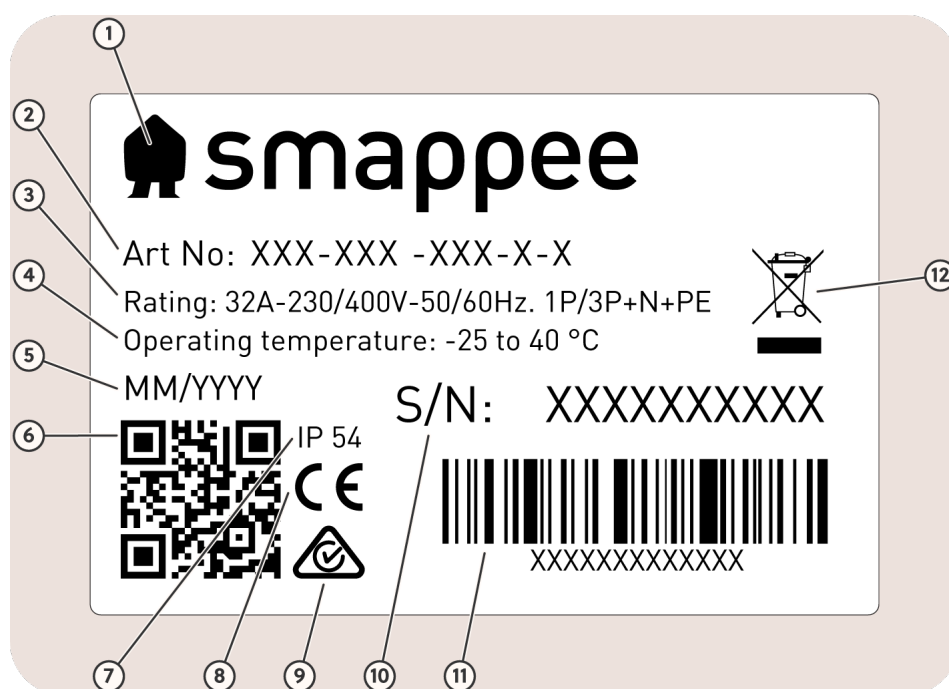 1
2
3
4
5
6
7
8
9
10
11
12
smappee
Art No: XXX-XXX -XXX-X-X
Rating: 32A-230/400V-50/60Hz. 1P/3P+N+PE
Operating temperature: -25 to 40 °C
MM/YYYY
S/N: XXXXXXXXXX
IP 54
CE
XXXXXXXXXXXXX